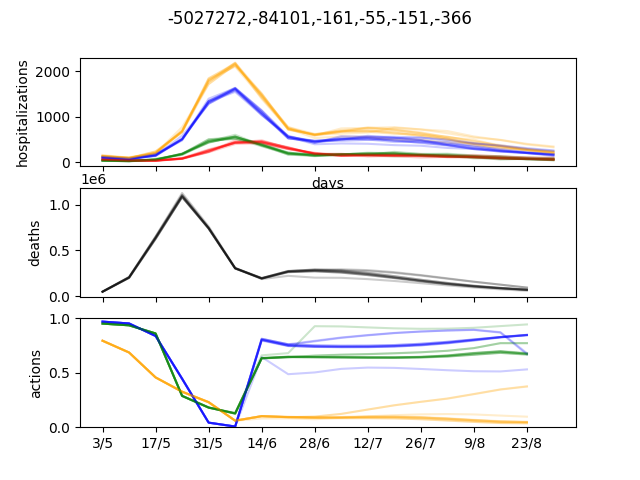 -5027272,-84101,-161,-55,-151,-366
hospitalizations
2000
1000
0
days
1e6
deaths
1.0
0.5
0.0
actions
1.0
0.5
0.0
3/5 17/5 31/5 14/6 28/6 12/7 26/7 9/8 23/8